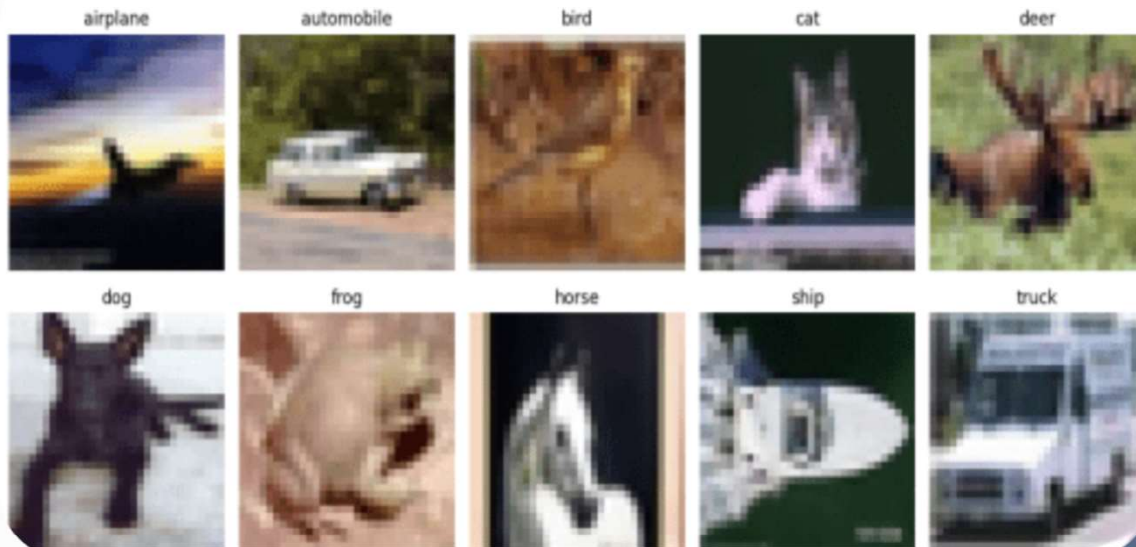 airplane
automobile
bird
cat
deer
dog
frog
horse
ship
truck